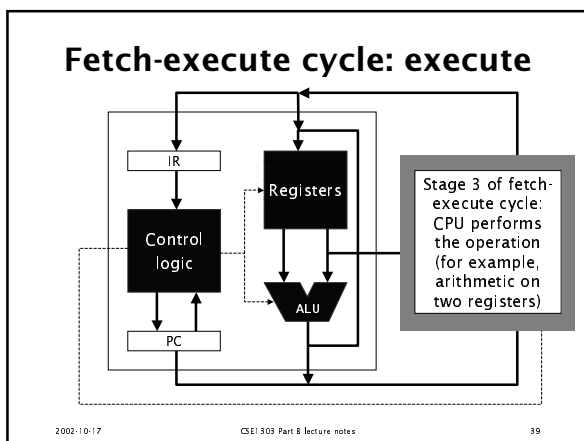 Fetch-execute cycle: execute
IR
Registers
Control
logic
ALU
PC
Stage 3 of fetch-
execute cycle:
CPU performs
the operation
(for example,
arithmetic on
two registers)
2002-10-17
CSE1303 Part B lecture notes
39